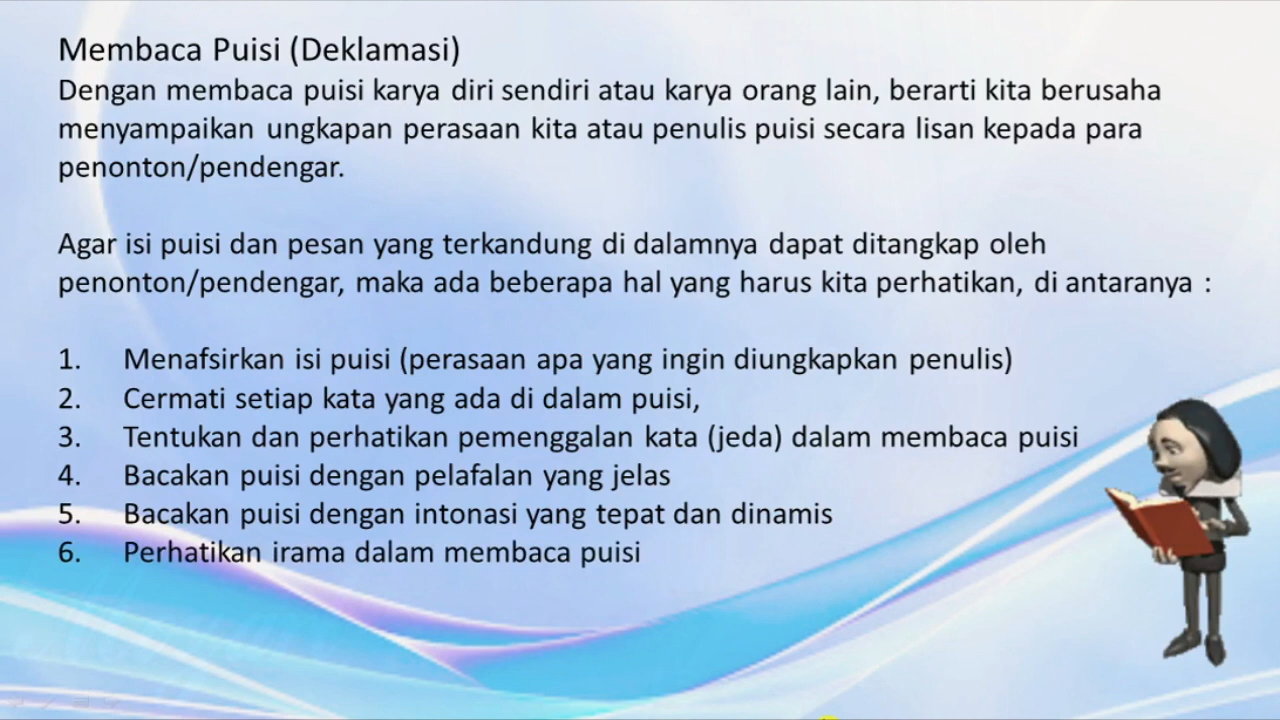 Membaca Puisi (Deklamasi)
Dengan membaca puisi karya diri sendiri atau karya orang lain, berarti kita berusaha
menyampaikan ungkapan perasaan kita atau penulis puisi secara lisan kepada para
penonton/pendengar.
Agar isi puisi dan pesan yang terkandung di dalamnya dapat ditangkap oleh
penonton/pendengar, maka ada beberapa hal yang harus kita perhatikan, di antaranya :
1. Menafsirkan isi puisi (perasaan apa yang ingin diungkapkan penulis)
2. Cermati setiap kata yang ada di dalam puisi,
3. Tentukan dan perhatikan pemenggalan kata (jeda) dalam membaca puisi
4. Bacakan puisi dengan pelafalan yang jelas
5. Bacakan puisi dengan intonasi yang tepat dan dinamis
6. Perhatikan irama dalam membaca puisi